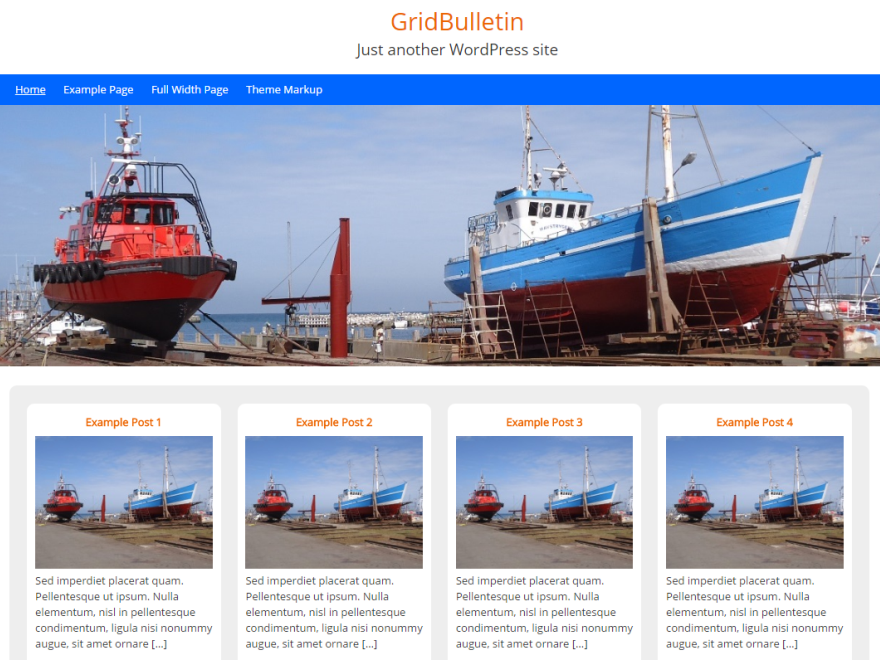 GridBulletin
Just another WordPress site
Home Example Page Full Width Page Theme Markup
Example Post 1
Sed imperdiet placerat quam.
Pellentesque ut ipsum. Nulla
elementum, nisl in pellentesque
condimentum, ligula nisi nonummy
augue, sit amet ornare [...]
Example Post 2
Sed imperdiet placerat quam.
Pellentesque ut ipsum. Nulla
elementum, nisl in pellentesque
condimentum, ligula nisi nonummy
augue, sit amet ornare [...]
Example Post 3
Sed imperdiet placerat quam.
Pellentesque ut ipsum. Nulla
elementum, nisl in pellentesque
condimentum, ligula nisi nonummy
augue, sit amet ornare [...]
Example Post 4
Sed imperdiet placerat quam.
Pellentesque ut ipsum. Nulla
elementum, nisl in pellentesque
condimentum, ligula nisi nonummy
augue, sit amet ornare [...]